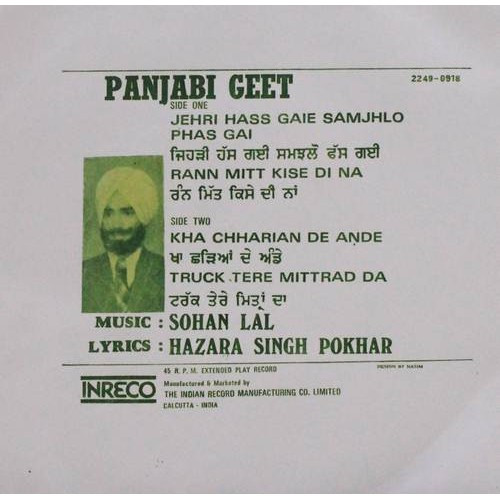 PANJABI GEET
2249-0918
SIDE ONE
JEHRI HASS GAIE SAMJHLO
PHAS GAI
ਜਿਹੜੀ ਹੱਸ ਗਈ ਸਮਝਲੋ ਫੱਸ ਗਈ
RANN MITT KISE DI NA
ਰੰਨ ਮਿੱਤ ਕਿਸੇ ਦੀ ਨਾਂ
SIDE TWO
KHA CHHARIAN DE ANDE
ਖਾ ਛੜਿਆਂ ਦੇ ਅੰਡੇ
TRUCK TERE MITTRAD DA
ਟਰੱਕ ਤੇਰੇ ਮਿਤ੍ਰਾਂ ਦਾ
MUSIC : SOHAN LAL
LYRICS : HAZARA SINGH POKHAR
45 R.P.M. EXTENDED PLAY RECORD
DESIGN BY
INRECO
Manufactured & Marketed by
THE INDIAN RECORD MANUFACTURING CO. LIMITED
CALCUTTA - INDIA